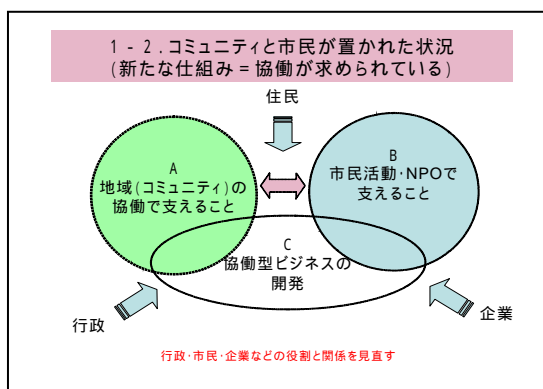 1-2.コミュニティと市民が置かれた状況
(新たな仕組み=協働が求められている)
住民
A
地域(コミュニティ)の
協働で支えること
B
市民活動・NPOで
支えること
C
協働型ビジネスの
開発
行政
企業
行政・市民・企業などの役割と関係を見直す